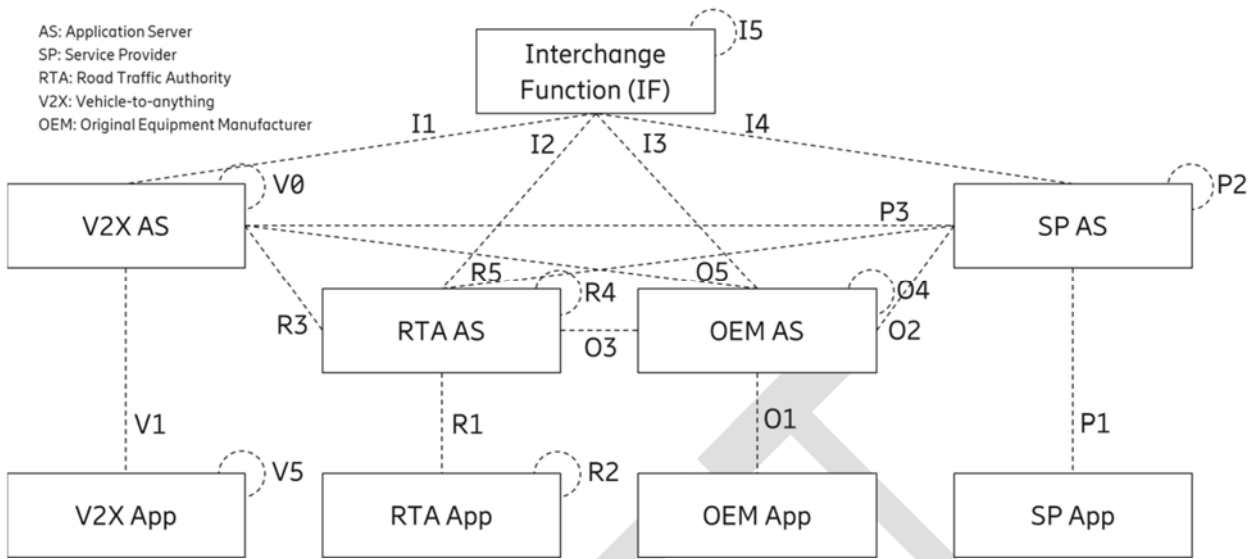 AS: Application Server
SP: Service Provider
RTA: Road Traffic Authority
V2X: Vehicle-to-anything
OEM: Original Equipment Manufacturer
Interchange
Function (IF)
I5
I1
I2
I3
I4
V0
P2
V2X AS
P3
SP AS
R5
O5
R4
O4
R3
RTA AS
O3
OEM AS
O2
V1
R1
O1
P1
V5
R2
V2X App
RTA App
OEM App
SP App